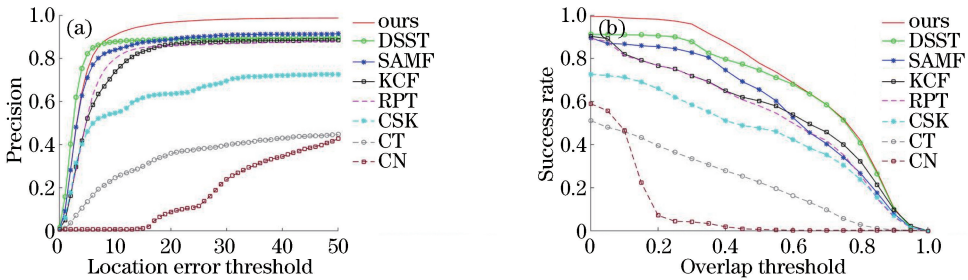 (a)
Precision
1.0
0.8
0.6
0.4
0.2
0
0 10 20 30 40 50
Location error threshold
ours
DSST
SAMF
KCF
RPT
CSK
CT
CN
(b)
Success rate
1.0
0.8
0.6
0.4
0.2
0
0 0.2 0.4 0.6 0.8 1.0
Overlap threshold
ours
DSST
SAMF
KCF
RPT
CSK
CT
CN